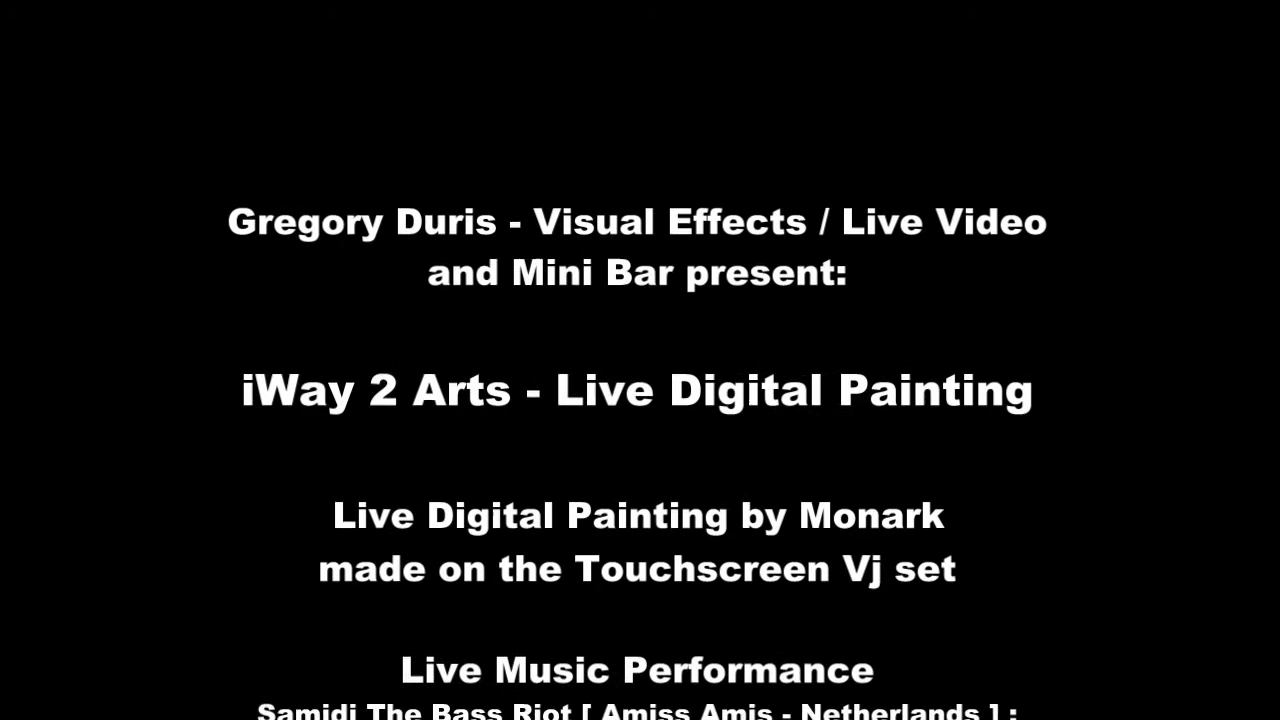 Gregory Duris - Visual Effects / Live Video
and Mini Bar present:
iWay 2 Arts - Live Digital Painting
Live Digital Painting by Monark
made on the Touchscreen Vj set
Live Music Performance
Samidi The Bass Riot [ Amiss Amis - Netherlands ] :